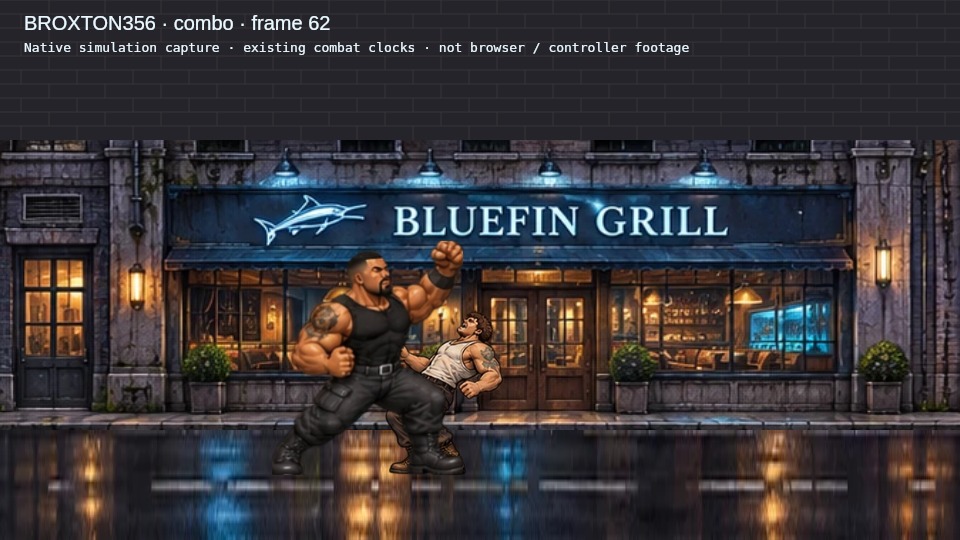 BROXTON356 · combo · frame 62
Native simulation capture · existing combat clocks · not browser / controller footage
BLUEFIN GRILL